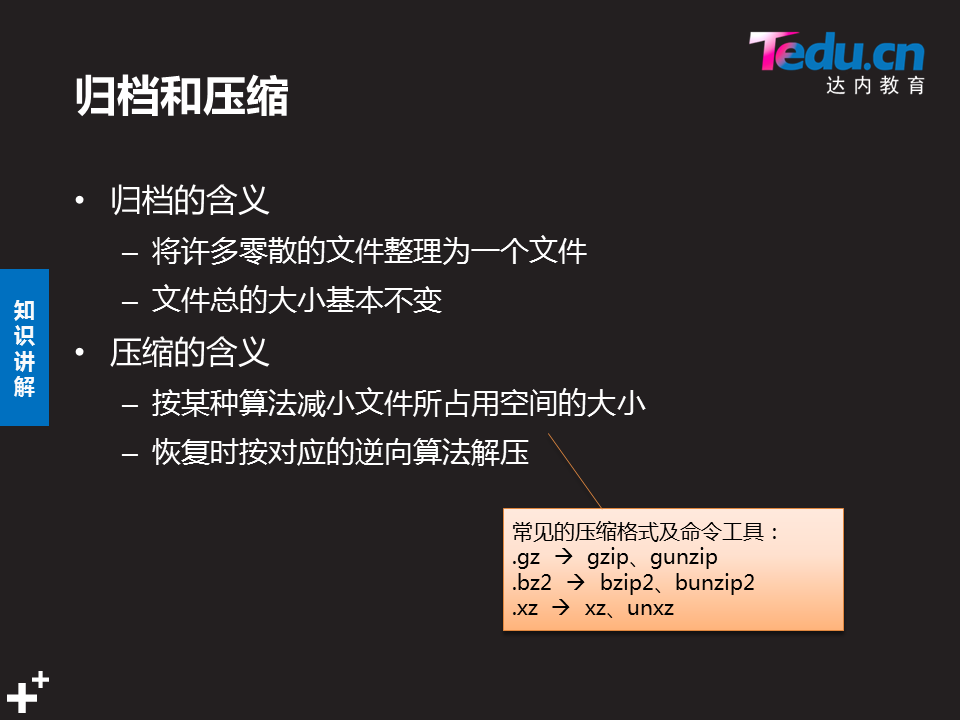 Tedu.cn
达内教育
归档和压缩
• 归档的含义
– 将许多零散的文件整理为一个文件
– 文件总的大小基本不变
• 压缩的含义
– 按某种算法减小文件所占用空间的大小
– 恢复时按对应的逆向算法解压
知
识
讲
解
常见的压缩格式及命令工具：
.gz → gzip、gunzip
.bz2 → bzip2、bunzip2
.xz → xz、unxz